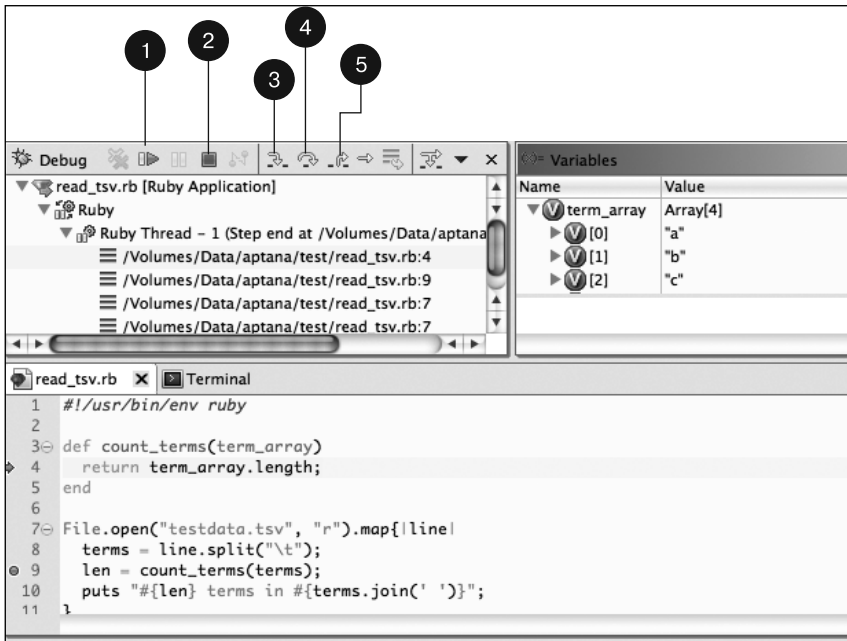 1
2
4
3
5
Debug
Variables
read_tsv.rb [Ruby Application]
Ruby
Ruby Thread – 1 (Step end at /Volumes/Data/aptana
/Volumes/Data/aptana/test/read_tsv.rb:4
/Volumes/Data/aptana/test/read_tsv.rb:9
/Volumes/Data/aptana/test/read_tsv.rb:7
/Volumes/Data/aptana/test/read_tsv.rb:7
Name Value
term_array Array[4]
[0] "a"
[1] "b"
[2] "c"
read_tsv.rb Terminal
1 #!/usr/bin/env ruby
2
3 def count_terms(term_array)
4 return term_array.length;
5 end
6
7 File.open("testdata.tsv", "r").map{|line|
8 terms = line.split("\t");
9 len = count_terms(terms);
10 puts "#{len} terms in #{terms.join(' ')}";
11 }